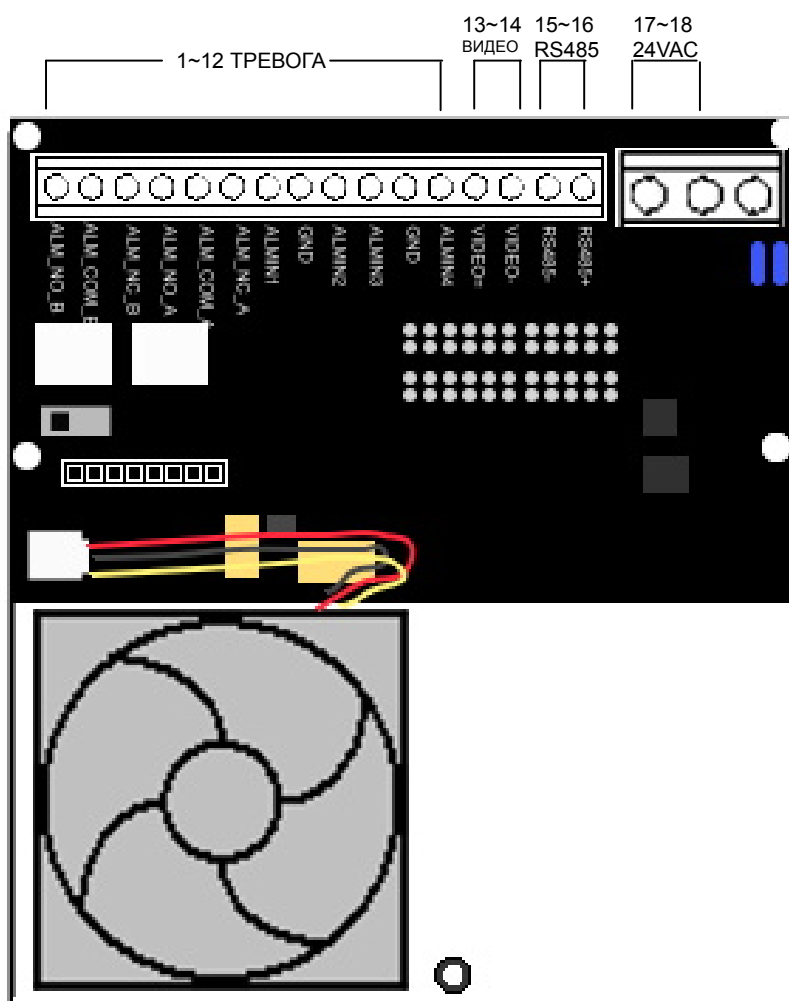 13~14
ВИДЕО
15~16
RS485
17~18
24VAC
1~12 ТРЕВОГА
ALM_NO_B
ALM_COM_B
ALM_NC_B
ALM_NO_A
ALM_COM_A
ALM_NC_A
ALMIN1
GND
ALMIN2
ALMIN3
GND
ALMIN4
VIDEO=
VIDEO-
RS485-
RS485+